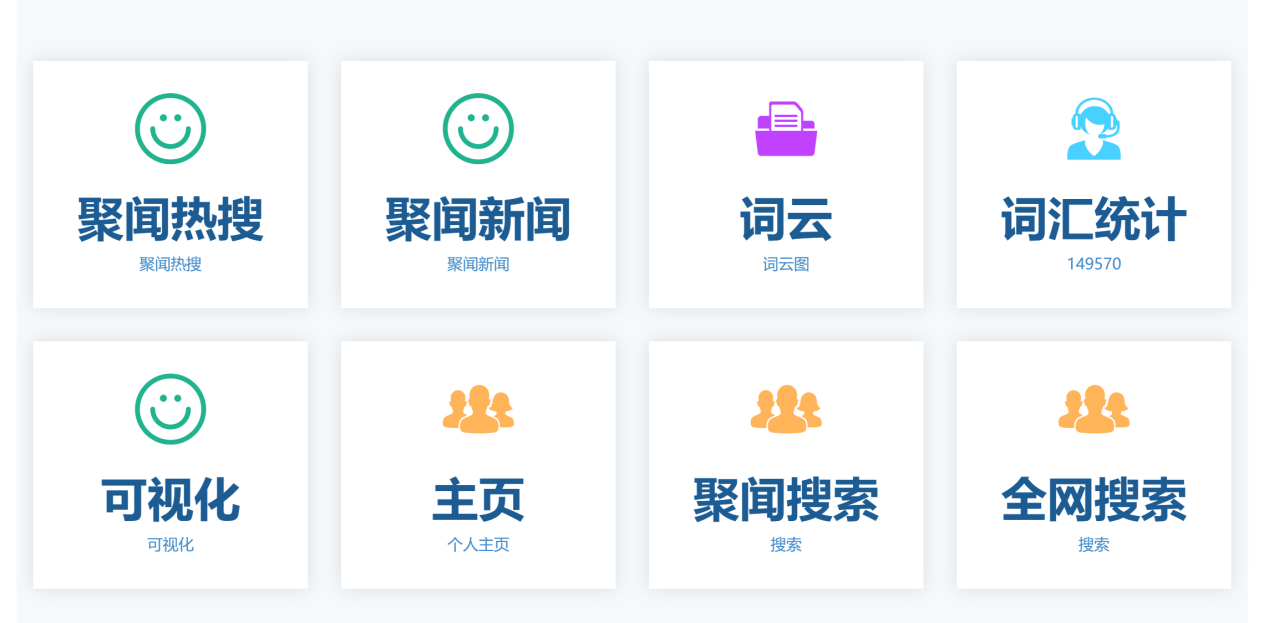 聚闻热搜
聚闻热搜
聚闻新闻
聚闻新闻
词云
词云图
词汇统计
149570
可视化
可视化
主页
个人主页
聚闻搜索
搜索
全网搜索
搜索